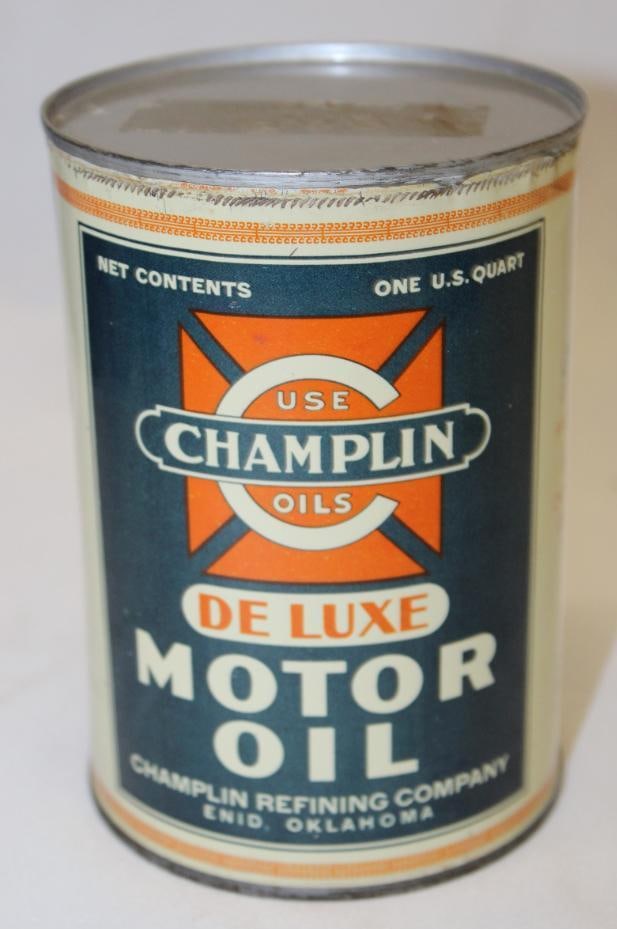 NET CONTENTS ONE U.S. QUART
USE
CHAMPLIN
OILS
DE LUXE
MOTOR
OIL
CHAMPLIN REFINING COMPANY
ENID, OKLAHOMA